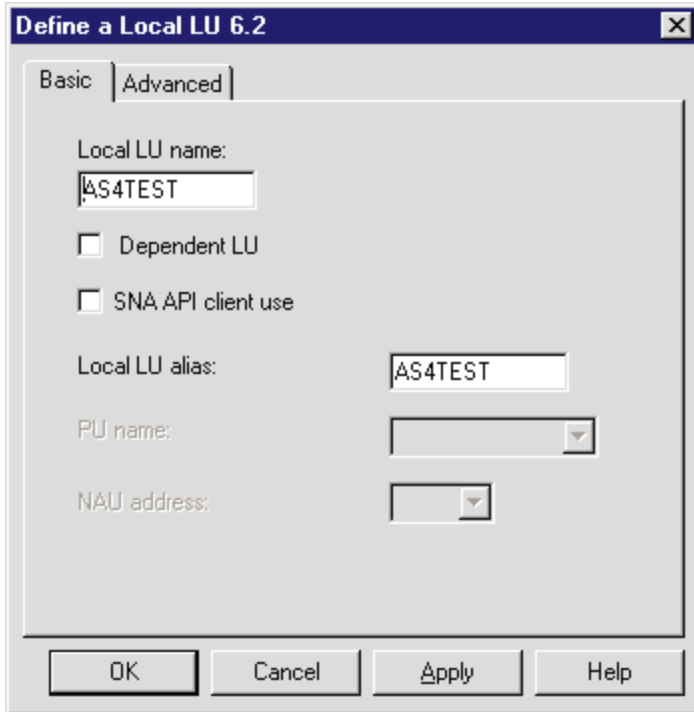 Define a Local LU 6.2
Basic
Advanced
Local LU name:
AS4TEST
Dependent LU
SNA API client use
Local LU alias:
AS4TEST
PU name:
NAU address:
OK
Cancel
Apply
Help